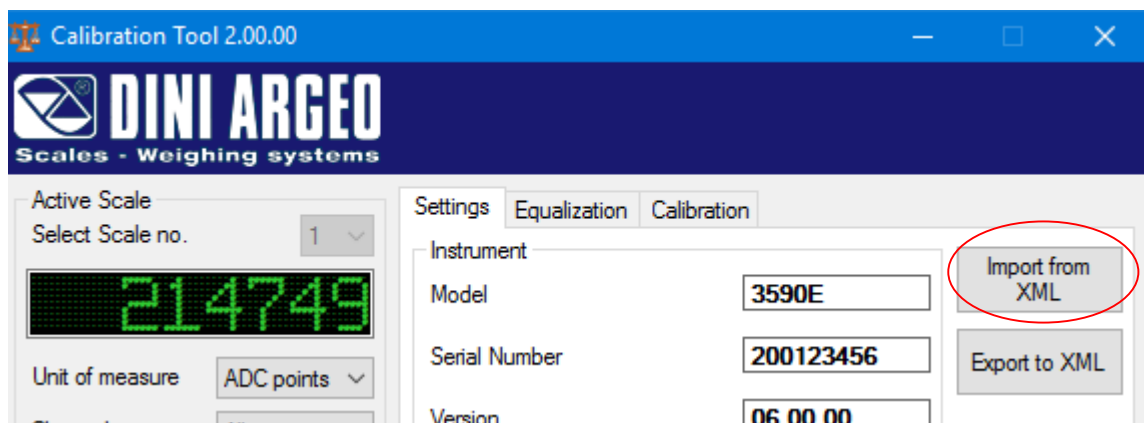 Calibration Tool 2.00.00
DINI ARGEO
Scales - Weighing systems
Active Scale
Select Scale no. 1
214749
Unit of measure ADC points
Settings Equalization Calibration
Instrument
Model 3590E
Serial Number 200123456
Version 06.00.00
Import from
XML
Export to XML